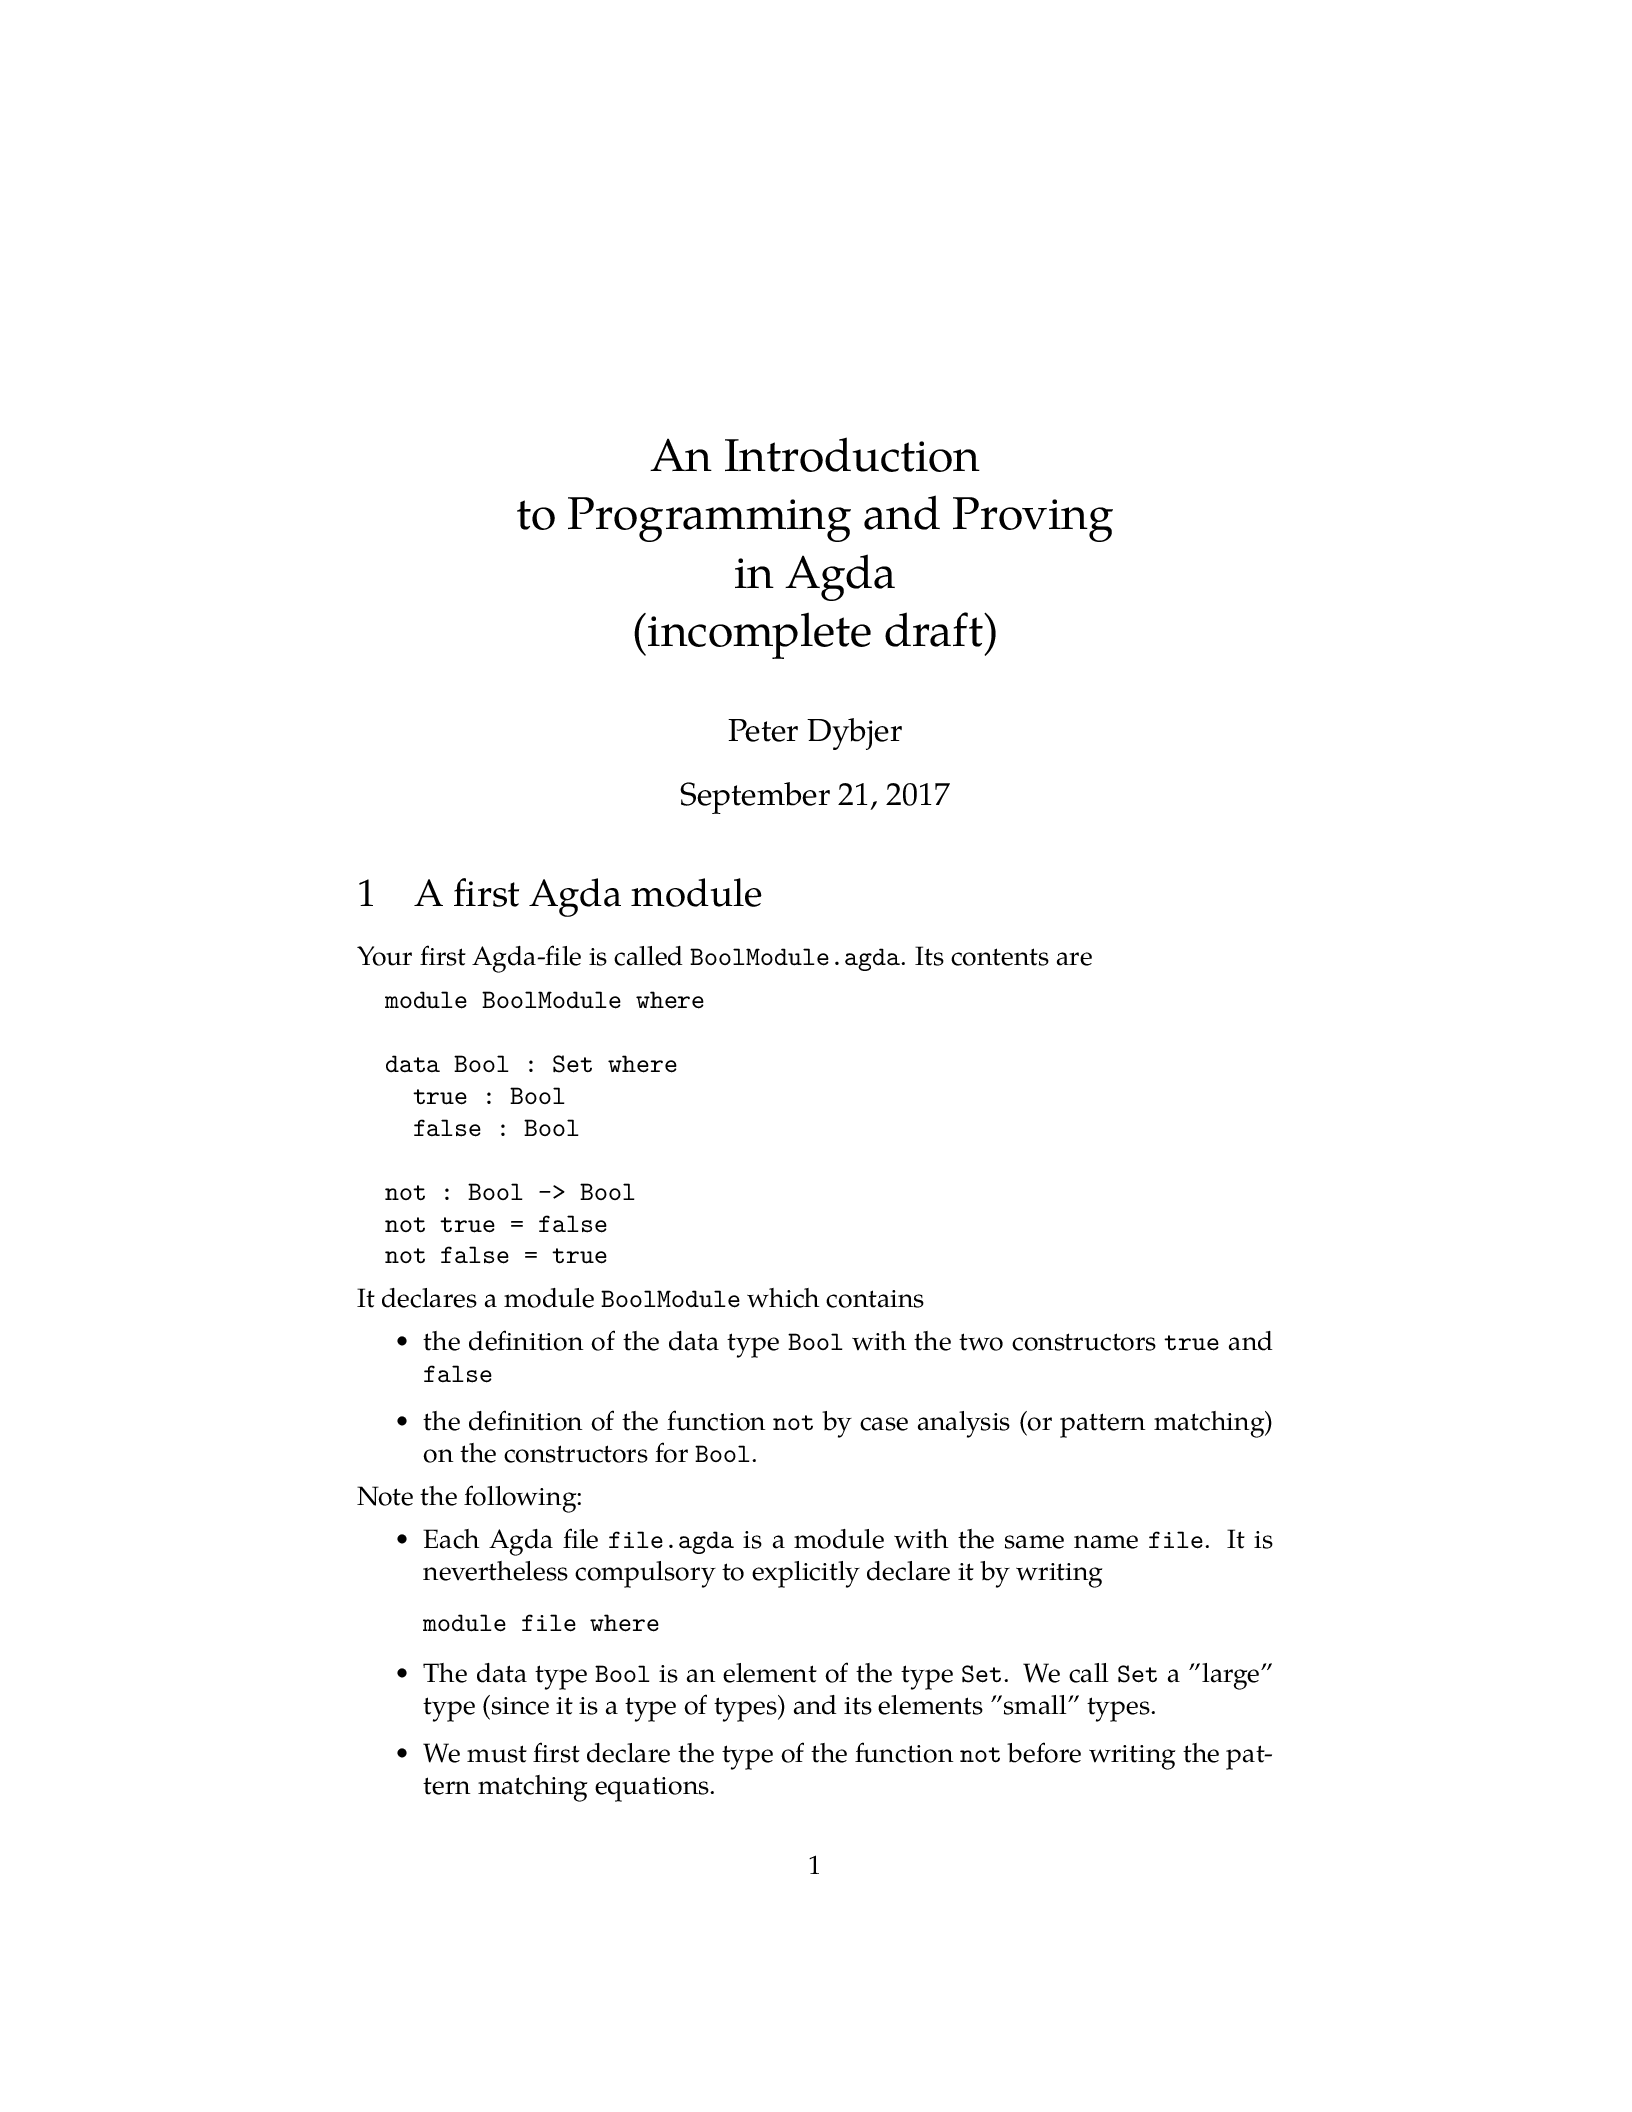 An Introduction
to Programming and Proving
in Agda
(incomplete draft)
Peter Dybjer
September 21, 2017
1 A first Agda module
Your first Agda-file is called BoolModule.agda. Its contents are
module BoolModule where
data Bool : Set where
true : Bool
false : Bool
not : Bool -> Bool
not true = false
not false = true
It declares a module BoolModule which contains
• the definition of the data type Bool with the two constructors true and
false
• the definition of the function not by case analysis (or pattern matching)
on the constructors for Bool.
Note the following:
• Each Agda file file.agda is a module with the same name file. It is
nevertheless compulsory to explicitly declare it by writing
module file where
• The data type Bool is an element of the type Set. We call Set a ”large”
type (since it is a type of types) and its elements ”small” types.
• We must first declare the type of the function not before writing the pat-
tern matching equations.
1